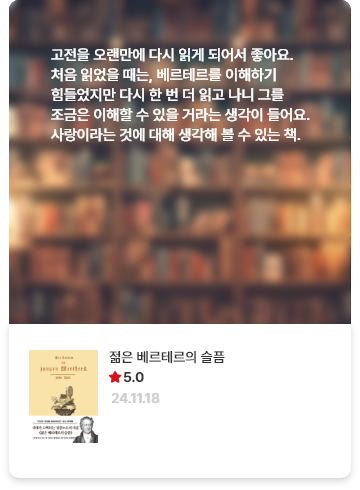 고전을 오랜만에 다시 읽게 되어서 좋아요.
처음 읽었을 때는, 베르테르를 이해하기
힘들었지만 다시 한 번 더 읽고 나니 그를
조금은 이해할 수 있을 거라는 생각이 들어요.
사랑이라는 것에 대해 생각해 볼 수 있는 책.
젊은 베르테르의 슬픔
5.0
24.11.18